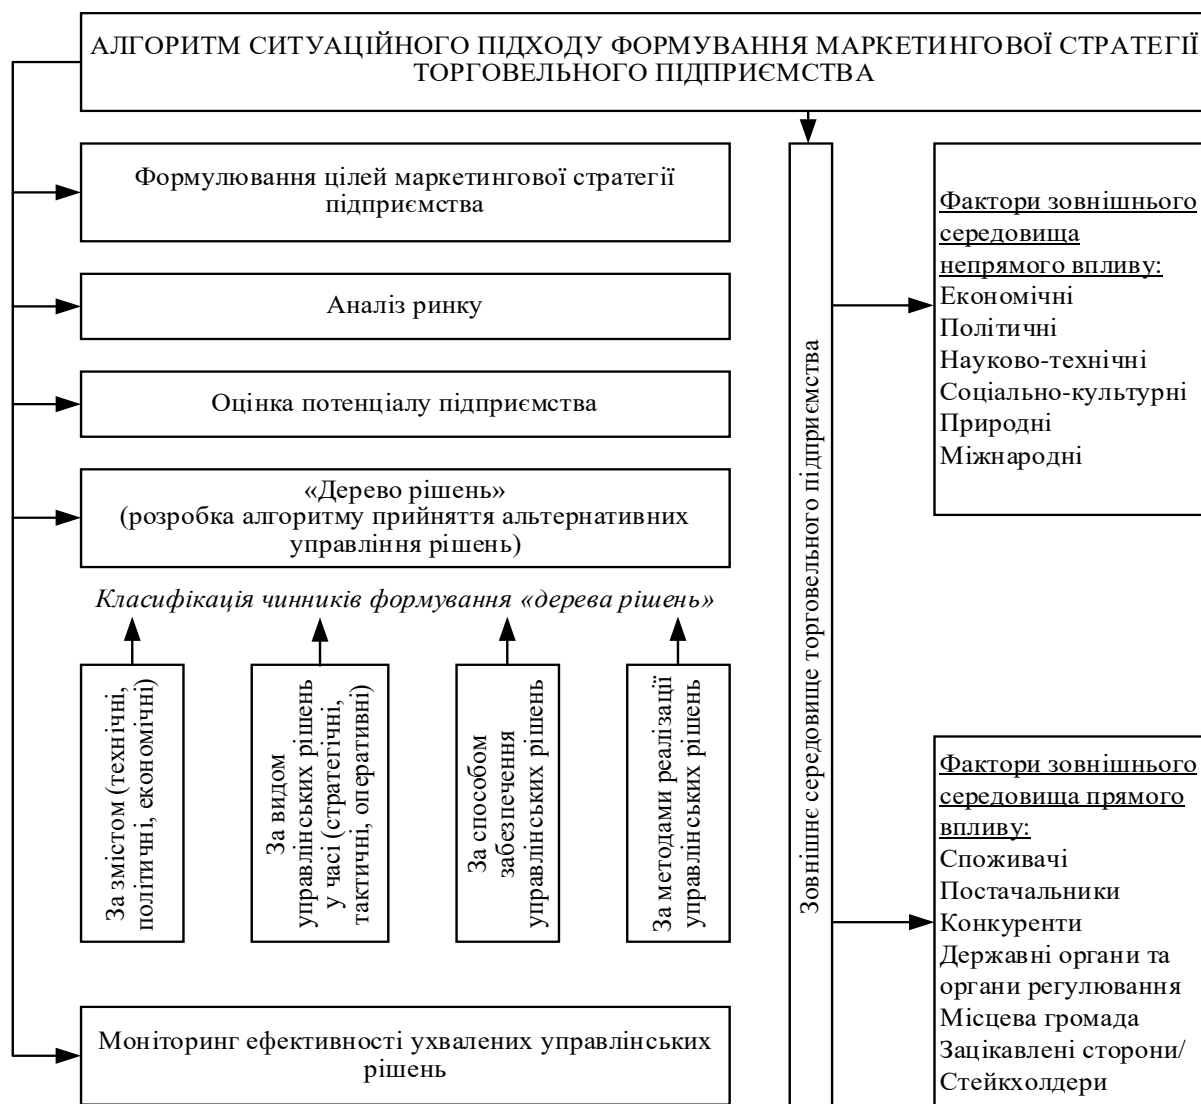 АЛГОРИТМ СИТУАЦІЙНОГО ПІДХОДУ ФОРМУВАННЯ МАРКЕТИНГОВОЇ СТРАТЕГІЇ
ТОРГОВЕЛЬНОГО ПІДПРИЄМСТВА
Формулювання цілей маркетингової стратегії
підприємства
Аналіз ринку
Оцінка потенціалу підприємства
«Дерево рішень»
(розробка алгоритму прийняття альтернативних
управління рішень)
Класифікація чинників формування «дерева рішень»
За змістом (технічні,
політичні, економічні)
За видом
управлінських рішень
у часі (стратегічні,
тактичні, оперативні)
За способом
забезпечення
управлінських рішень
За методами реалізації
управлінських рішень
Моніторинг ефективності ухвалених управлінських
рішень
Зовнішнє середовище торговельного підприємства
Фактори зовнішнього
середовища
непрямого впливу:
Економічні
Політичні
Науково-технічні
Соціально-культурні
Природні
Міжнародні
Фактори зовнішнього
середовища прямого
впливу:
Споживачі
Постачальники
Конкуренти
Державні органи та
органи регулювання
Місцева громада
Зацікавлені сторони/
Стейкхолдери